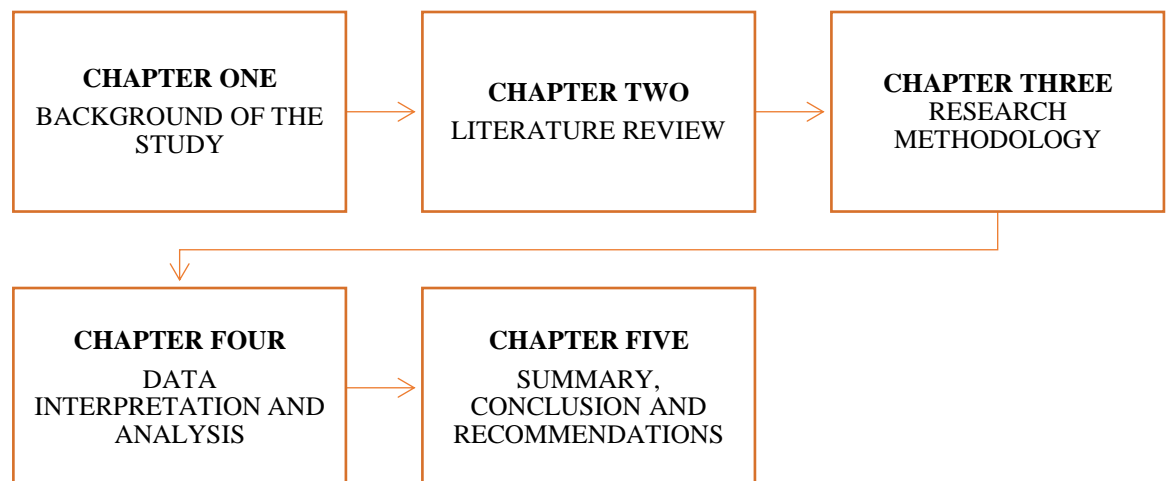 CHAPTER ONE
BACKGROUND OF THE
STUDY
CHAPTER TWO
LITERATURE REVIEW
CHAPTER THREE
RESEARCH
METHODOLOGY
CHAPTER FOUR
DATA
INTERPRETATION AND
ANALYSIS
CHAPTER FIVE
SUMMARY,
CONCLUSION AND
RECOMMENDATIONS